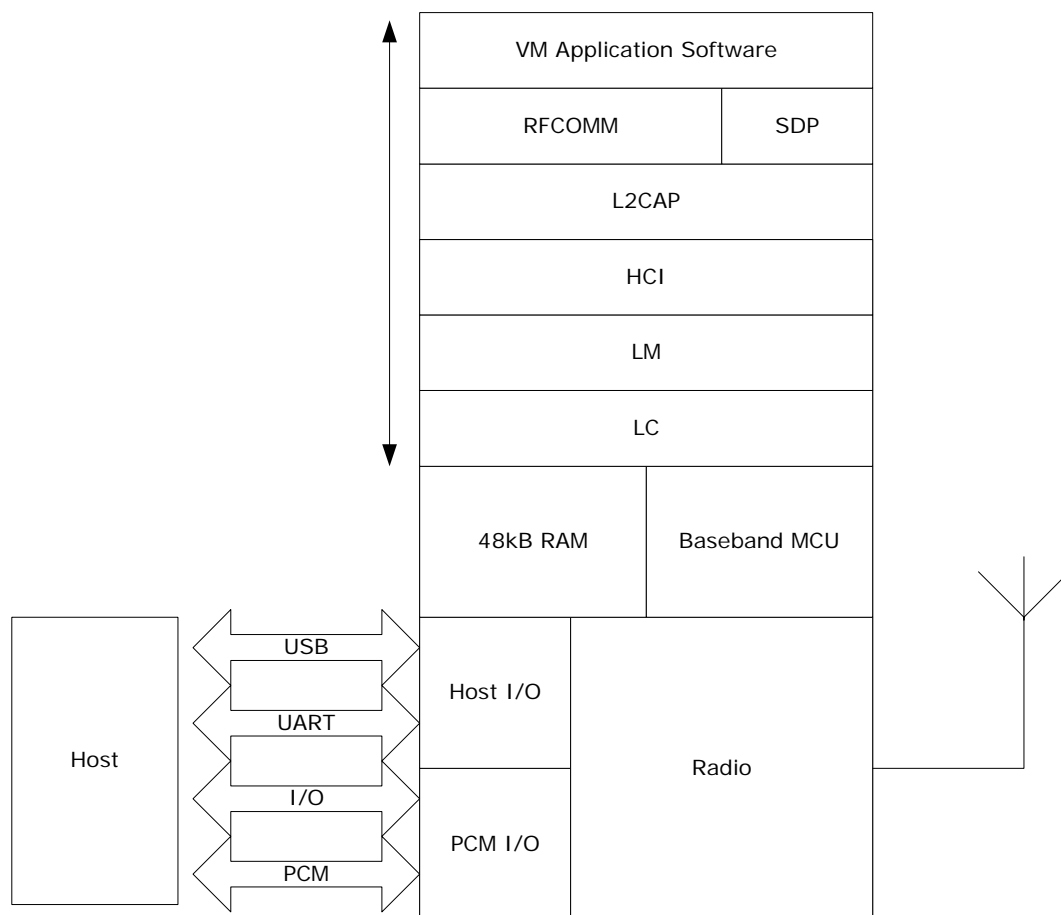 VM Application Software
RFCOMM
SDP
L2CAP
HCI
LM
LC
48kB RAM
Baseband MCU
USB
Host I/O
UART
Host
Radio
I/O
PCM I/O
PCM